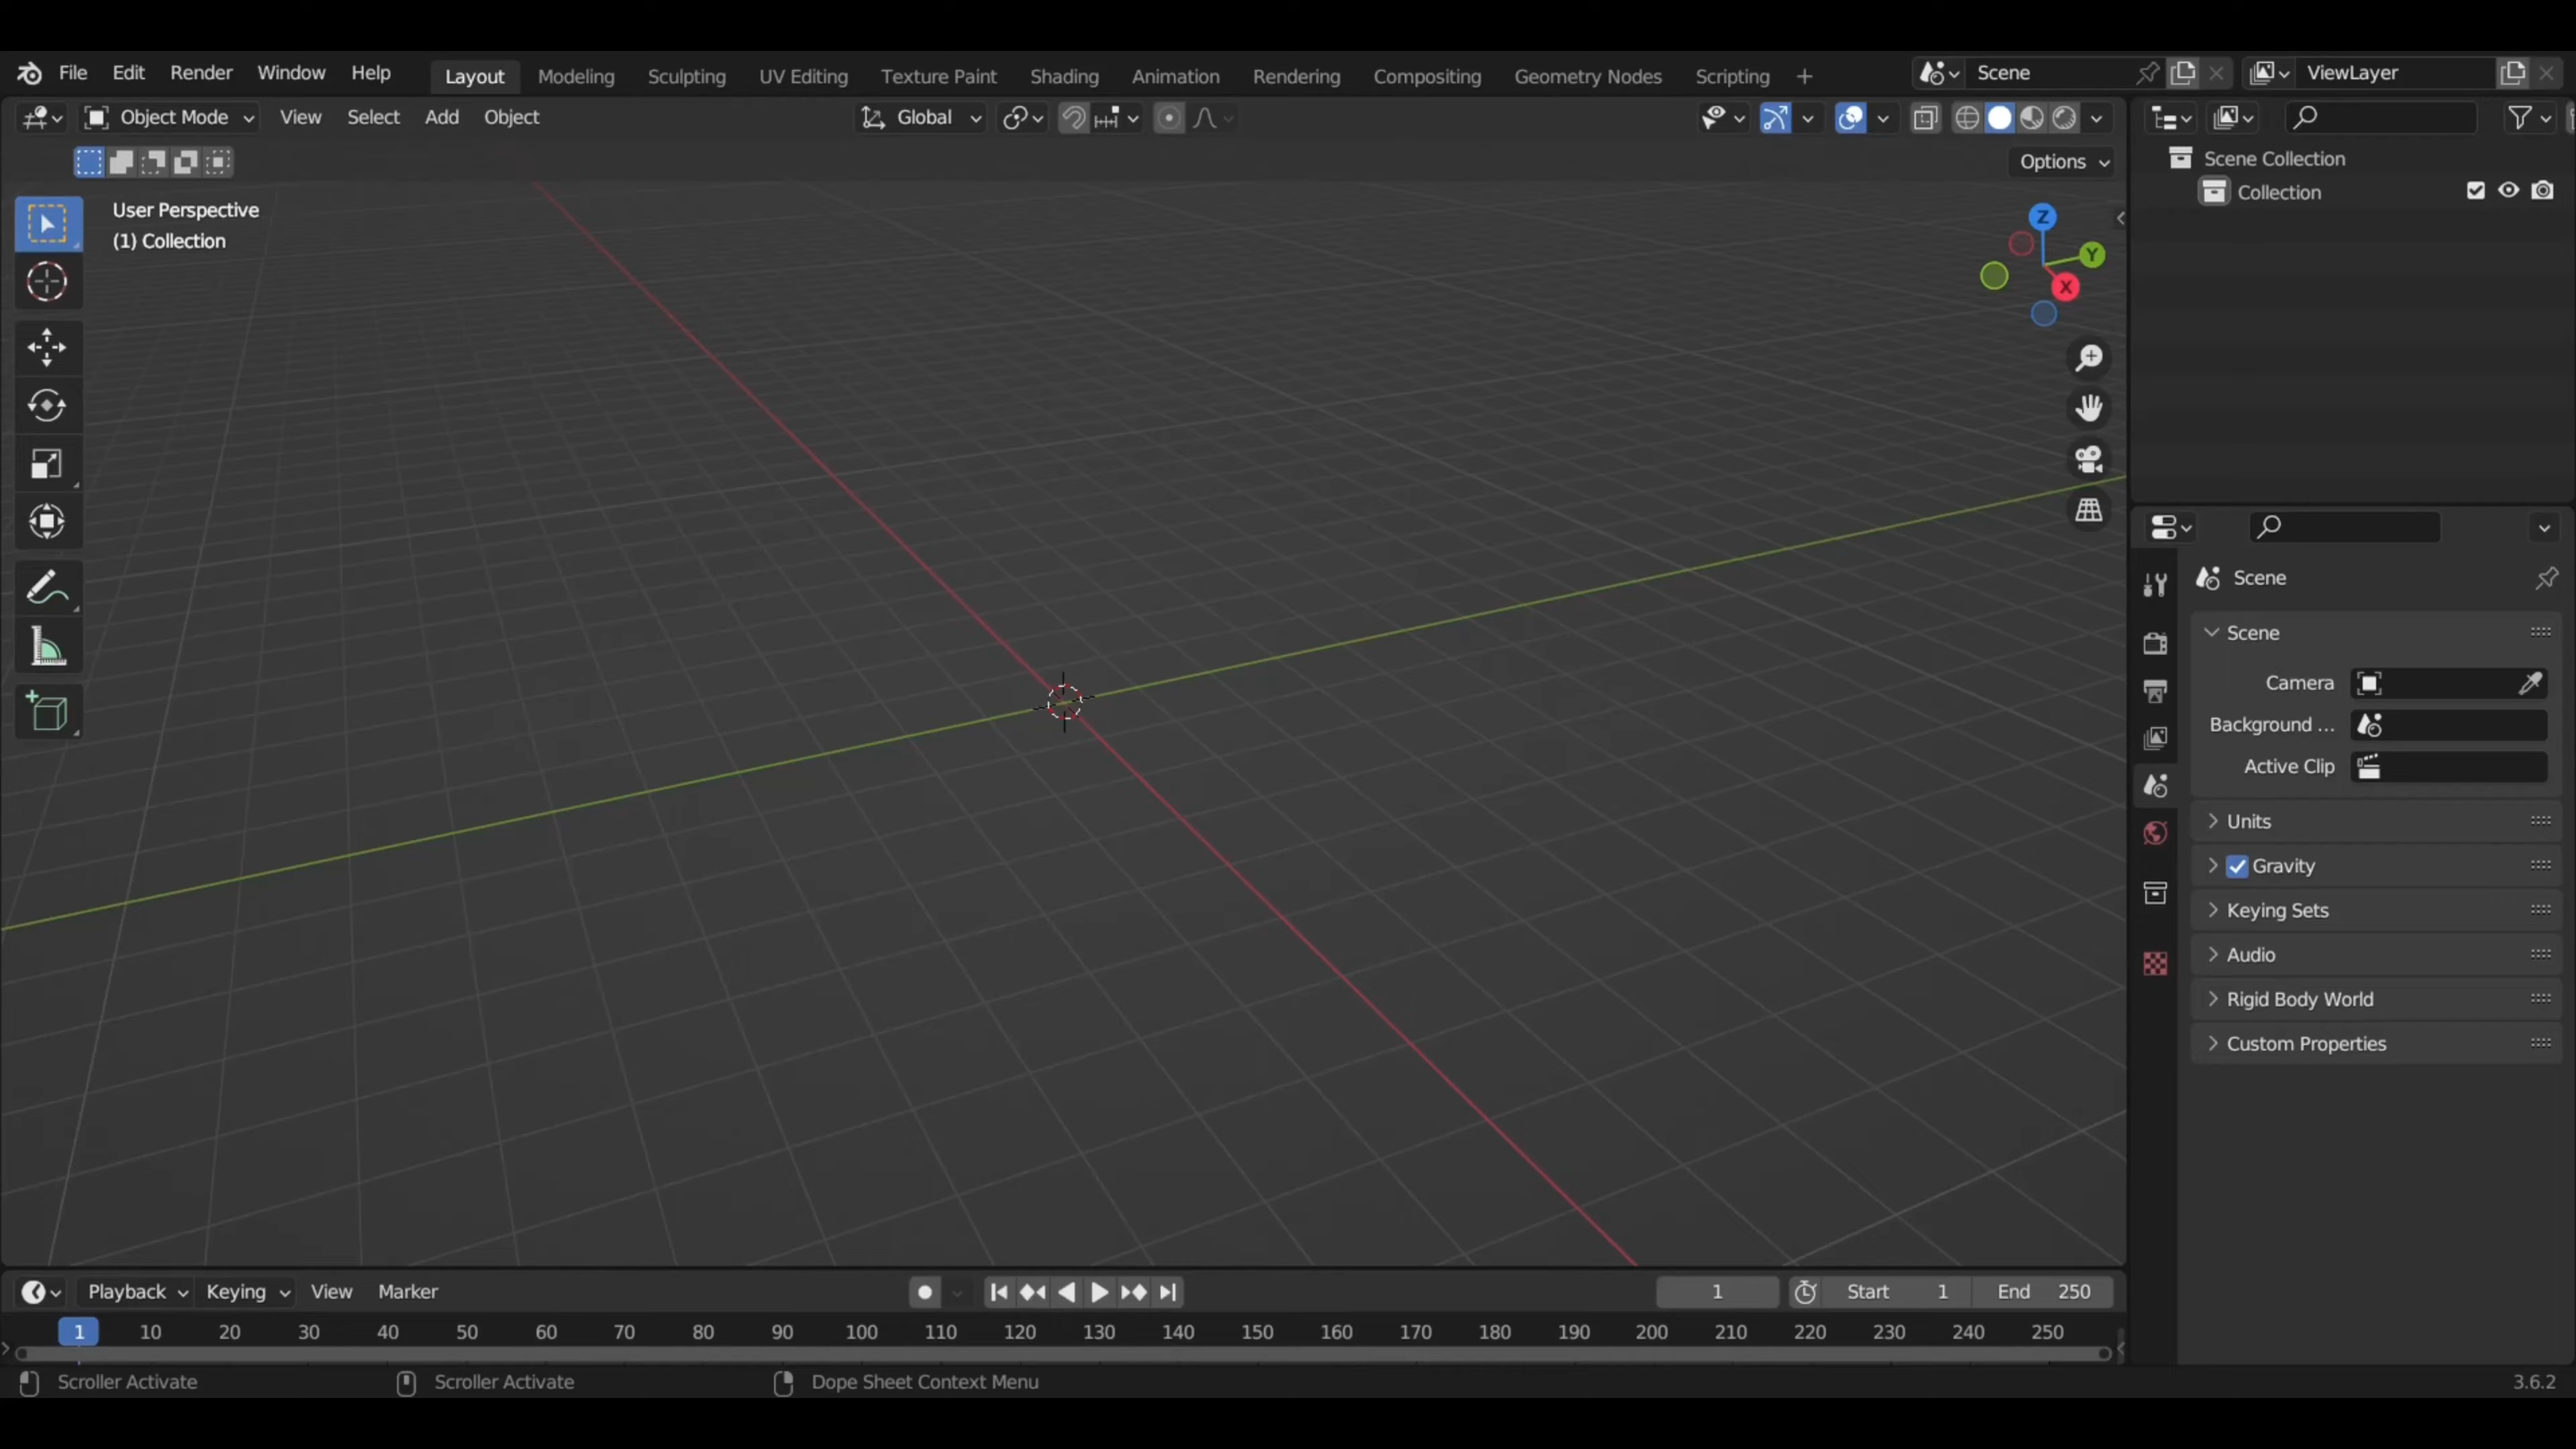 File Edit Render Window Help Layout Modeling Sculpting UV Editing Texture Paint Shading Animation Rendering Compositing Geometry Nodes Scripting + Scene ViewLayer
Object Mode View Select Add Object Global
Options
Scene Collection
Collection
User Perspective
(1) Collection
Z
Y
X
Scene
Scene
Camera
Background ...
Active Clip
Units
Gravity
Keying Sets
Audio
Rigid Body World
Custom Properties
Playback Keying View Marker 1 Start 1 End 250
1 10 20 30 40 50 60 70 80 90 100 110 120 130 140 150 160 170 180 190 200 210 220 230 240 250
Scroller Activate Scroller Activate Dope Sheet Context Menu 3.6.2